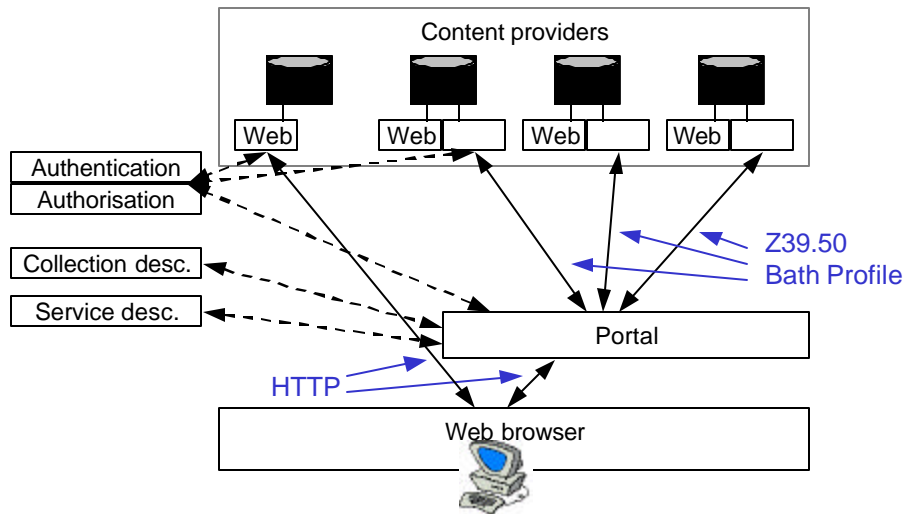 Content providers
Web
Web
Web
Web
Authentication
Authorisation
Collection desc.
Service desc.
Z39.50
Bath Profile
Portal
HTTP
Web browser